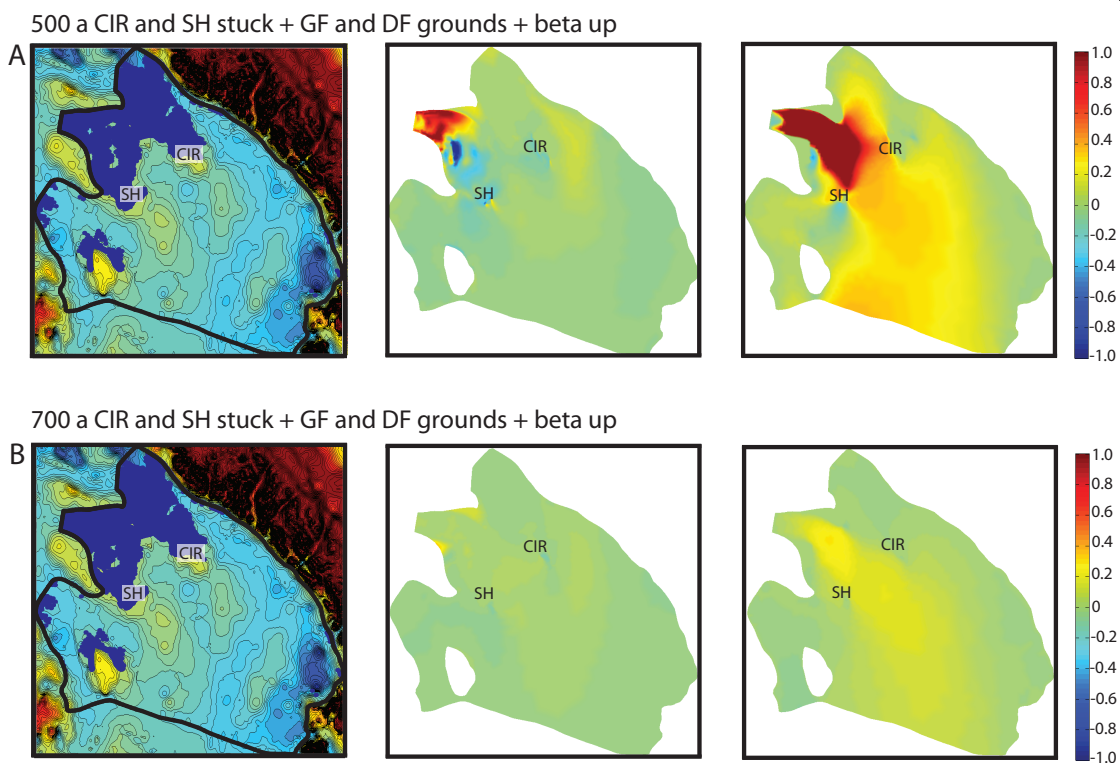 500 a CIR and SH stuck + GF and DF grounds + beta up
A
CIR
SH
CIR
SH
CIR
SH
1.0
0.8
0.6
0.4
0.2
0
-0.2
-0.4
-0.6
-0.8
-1.0
700 a CIR and SH stuck + GF and DF grounds + beta up
B
CIR
SH
CIR
SH
CIR
SH
1.0
0.8
0.6
0.4
0.2
0
-0.2
-0.4
-0.6
-0.8
-1.0